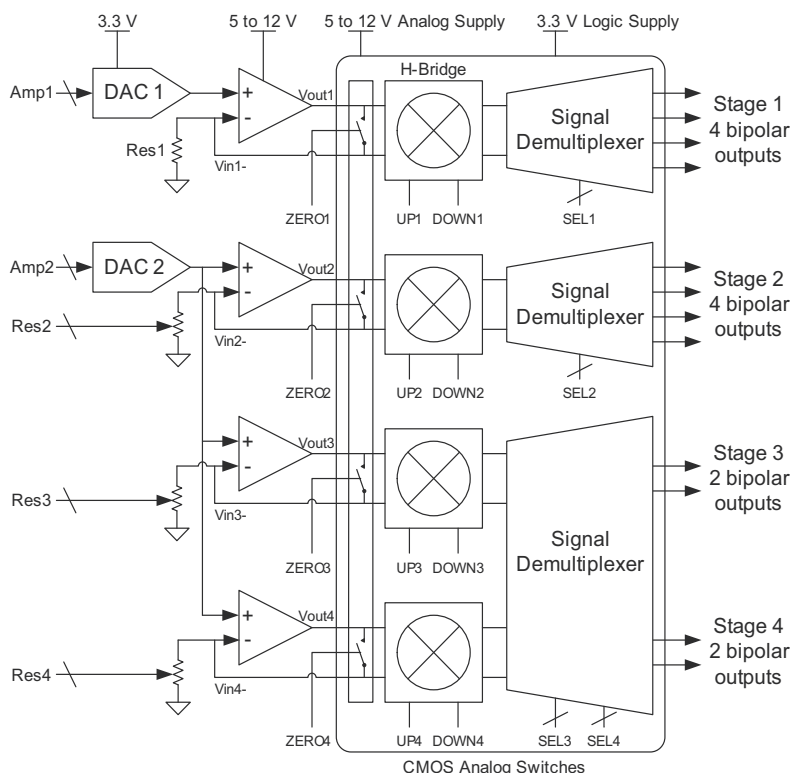 3.3 V
5 to 12 V
5 to 12 V Analog Supply
3.3 V Logic Supply
H-Bridge
Amp1
DAC 1
+
-
Vout1
Res1
Vin1-
Signal
Demultiplexer
Stage 1
4 bipolar
outputs
ZERO1
UP1
DOWN1
SEL1
Amp2
DAC 2
+
-
Vout2
Res2
Vin2-
Signal
Demultiplexer
Stage 2
4 bipolar
outputs
ZERO2
UP2
DOWN2
SEL2
+
-
Vout3
Res3
Vin3-
Signal
Demultiplexer
Stage 3
2 bipolar
outputs
ZERO3
UP3
DOWN3
+
-
Vout4
Res4
Vin4-
Stage 4
2 bipolar
outputs
ZERO4
UP4
DOWN4
SEL3
SEL4
CMOS Analog Switches